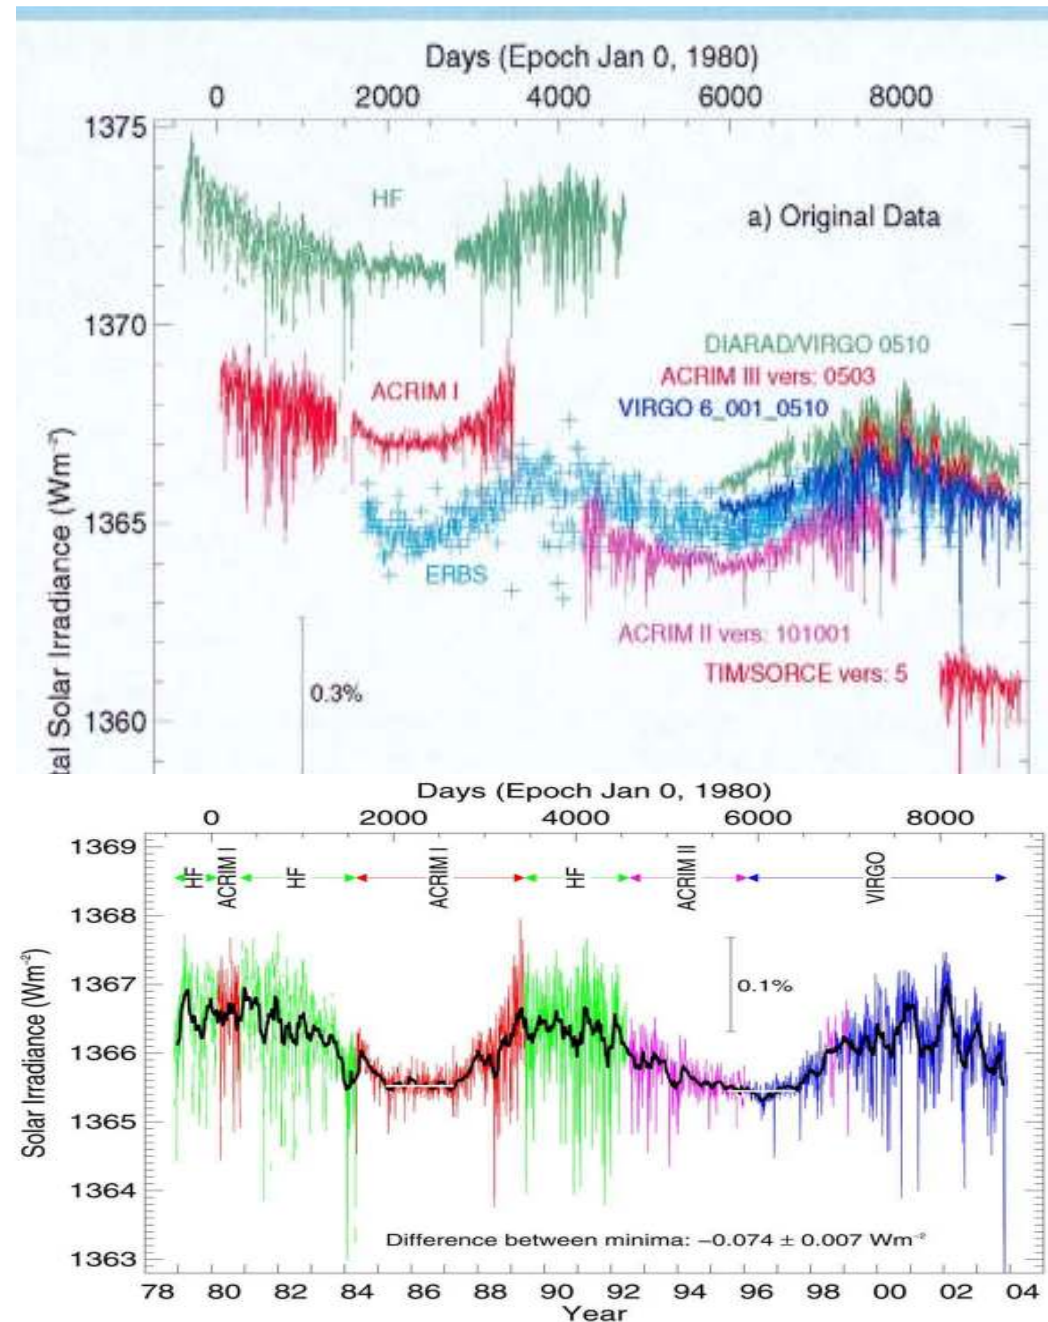 Days (Epoch Jan 0, 1980)
0 2000 4000 6000 8000
1375
HF
a) Original Data
1370
DIARAD/VIRGO 0510
ACRIM III vers: 0503
ACRIM I
VIRGO 6_001_0510
1365
ERBS
ACRIM II vers: 101001
TIM/SORCE vers: 5
0.3%
1360
tal Solar Irradiance (Wm⁻²)
Days (Epoch Jan 0, 1980)
0 2000 4000 6000 8000
1369
HF ACRIM I HF ACRIM I HF ACRIM II VIRGO
1368
1367
0.1%
1366
1365
1364
Difference between minima: −0.074 ± 0.007 Wm⁻²
1363
Solar Irradiance (Wm⁻²)
78 80 82 84 86 88 90 92 94 96 98 00 02 04
Year